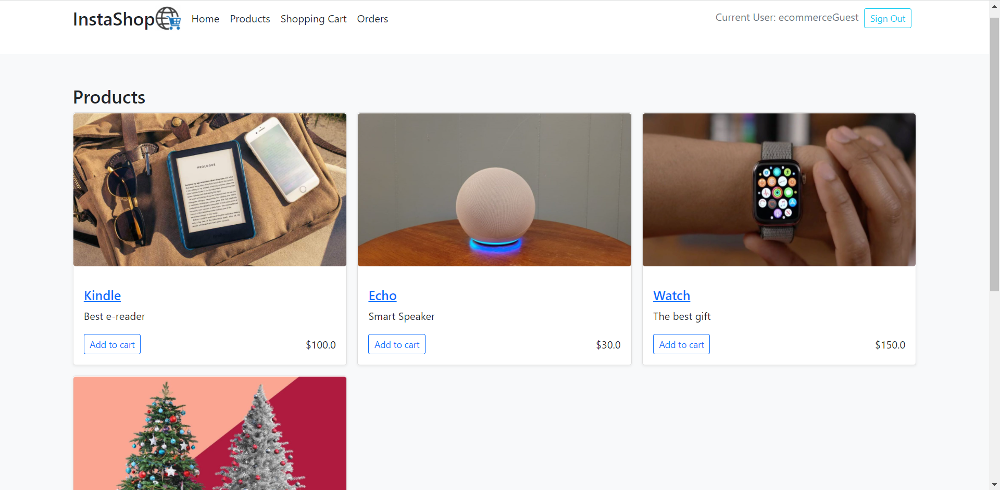 InstaShop
Home
Products
Shopping Cart
Orders
Current User: ecommerceGuest
Sign Out
Products
PROLOGUE
Kindle
Best e-reader
Add to cart
$100.0
Echo
Smart Speaker
Add to cart
$30.0
Watch
The best gift
Add to cart
$150.0